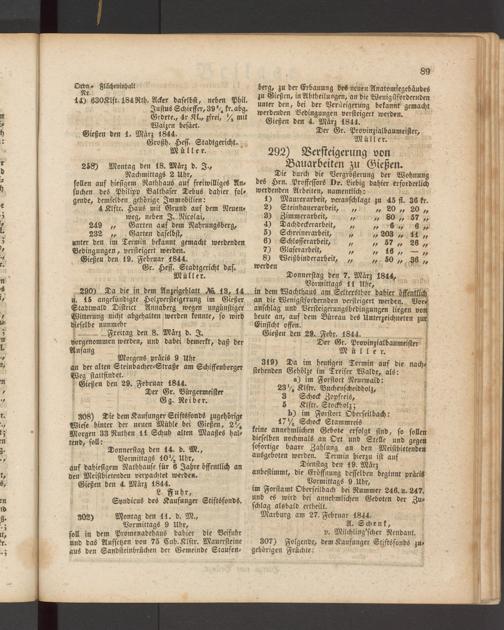 89
Ordn.- Flächeninhalt
Nr.
14) 630Klft. 184Rth. Acker daselbst, neben Phil.
Justus Schieffer, 39¼ fr. abg.
Gedete., 4r Kl., frei, ¼ mit
Waizen besäet.
Gießen den 1. März 1844.
Großh. Hess. Stadtgericht.
Müller.
258) Montag den 18. März d. J.,
Nachmittags 2 Uhr,
sollen auf hiesigem Rathhaus auf freiwilliges An-
suchen des Philipp Balthaser Debus dahier fol-
gende, demselben gehörige Immobilien:
4 Klftr. Haus mit Grund auf dem Neuen-
weg, neben J. Nicolai,
249 „ Garten auf dem Nahrungsberg,
232 „ Garten daselbst,
unter den im Termin bekannt gemacht werdenden
Bedingungen, versteigert werden.
Gießen den 19. Februar 1844.
Gr. Hess. Stadtgericht das.
Müller.
290) Da die in dem Anzeigeblatt № 13, 14
u. 15 angekündigte Holzversteigerung im Gießer
Stadtwald District Annaberg wegen ungünstiger
Witterung nicht abgehalten werden konnte, so wird
dieselbe nunmehr
Freitag den 8. März d. J.
vorgenommen werden, und dabei bemerkt, daß der
Anfang
Morgens präcis 9 Uhr
an der alten Steinbacher-Straße am Schiffenberger
Weg stattfindet.
Gießen den 29. Februar 1844.
Der Gr. Bürgermeister
Gg. Reiber.
308) Die dem Kaufunger Stiftsfonds zugehörige
Wiese hinter der neuen Mühle bei Gießen, 2¼
Morgen 33 Ruthen 14 Schuh alten Maaßes hal-
tend, soll:
Donnerstag den 14. d. M.,
Vormittags 10½ Uhr,
auf dahiesigem Rathhause für 6 Jahre öffentlich an
den Meistbietenden verpachtet werden.
Gießen den 4. März 1844.
L. Fuhr,
Syndicus des Kaufunger Stiftsfonds.
302) Montag den 11. d. M.,
Vormittags 9 Uhr,
soll in dem Promenadehaus dahier die Beifuhr
und das Aufsetzen von 75 Cub.Klftr. Mauersteine
aus den Sandsteinbrüchen der Gemeinde Staufen-
berg, zu der Erbauung des neuen Anatomiegebäudes
zu Gießen, in Abtheilungen, an die Wenigstfordernden
unter den, bei der Versteigerung bekannt gemacht
werdenden Bedingungen versteigert werden.
Gießen den 4. März 1844.
Der Gr. Provinzialbaumeister,
Müller.
292) Versteigerung von
Bauarbeiten zu Gießen.
Die durch die Vergrößerung der Wohnung
des Hrn. Professors Dr. Liebig dahier erforderlich
werdenden Arbeiten, namentlich:
1) Maurerarbeit, veranschlagt zu 45 fl. 36 kr.
2) Steinhauerarbeit, „ „ 20 „ 20 „
3) Zimmerarbeit, „ „ 80 „ 57 „
4) Dachdeckerarbeit, „ „ 6 „ 6 „
5) Schreinerarbeit, „ „ 203 „ 11 „
6) Schlosserarbeit, „ „ 57 „ 26 „
7) Glaserarbeit, „ „ 16 „ — „
8) Weißbinderarbeit, „ „ 50 „ 36 „
werden
Donnerstag den 7. März 1844,
Vormittags 11 Uhr,
in dem Wachthaus am Seltersthor dahier öffentlich
an die Wenigstfordernden versteigert werden. Vor-
anschlag und Versteigerungsbedingungen liegen von
heute an, auf dem Büreau des Unterzeichneten zur
Einsicht offen.
Gießen den 29. Febr. 1844.
Der Gr. Provinzialbaumeister
Müller.
319) Da im heutigen Termin auf die nach-
stehenden Gehölze im Treiser Walde, als:
a) im Forstort Neuwald:
23¼ Klftr. Buchenscheidholz;
3 Schock Zopfreis,
5 Klftr. Stockholz;
b) im Forstort Oberseilbach:
47¼ Schock Stammreis
keine annehmlichen Gebote erfolgt sind, so sollen
dieselben nochmals an Ort und Stelle und gegen
sofortige baare Zahlung an den Meistbietenden
ausgeboten werden. Termin hierzu ist auf
Dienstag den 19. März
anbestimmt, die Eröffnung desselben beginnt präcis
Vormittags 9 Uhr,
im Forstamt Oberseilbach bei Nummer 246. u. 247.
und es wird bei annehmlichen Geboten der Zu-
schlag alsbald ertheilt.
Marburg am 27. Februar 1844.
A. Schenk,
v. Milchling'scher Rendant.
307) Folgende, dem Kaufunger Stiftsfonds zu-
gehörigen Früchte: